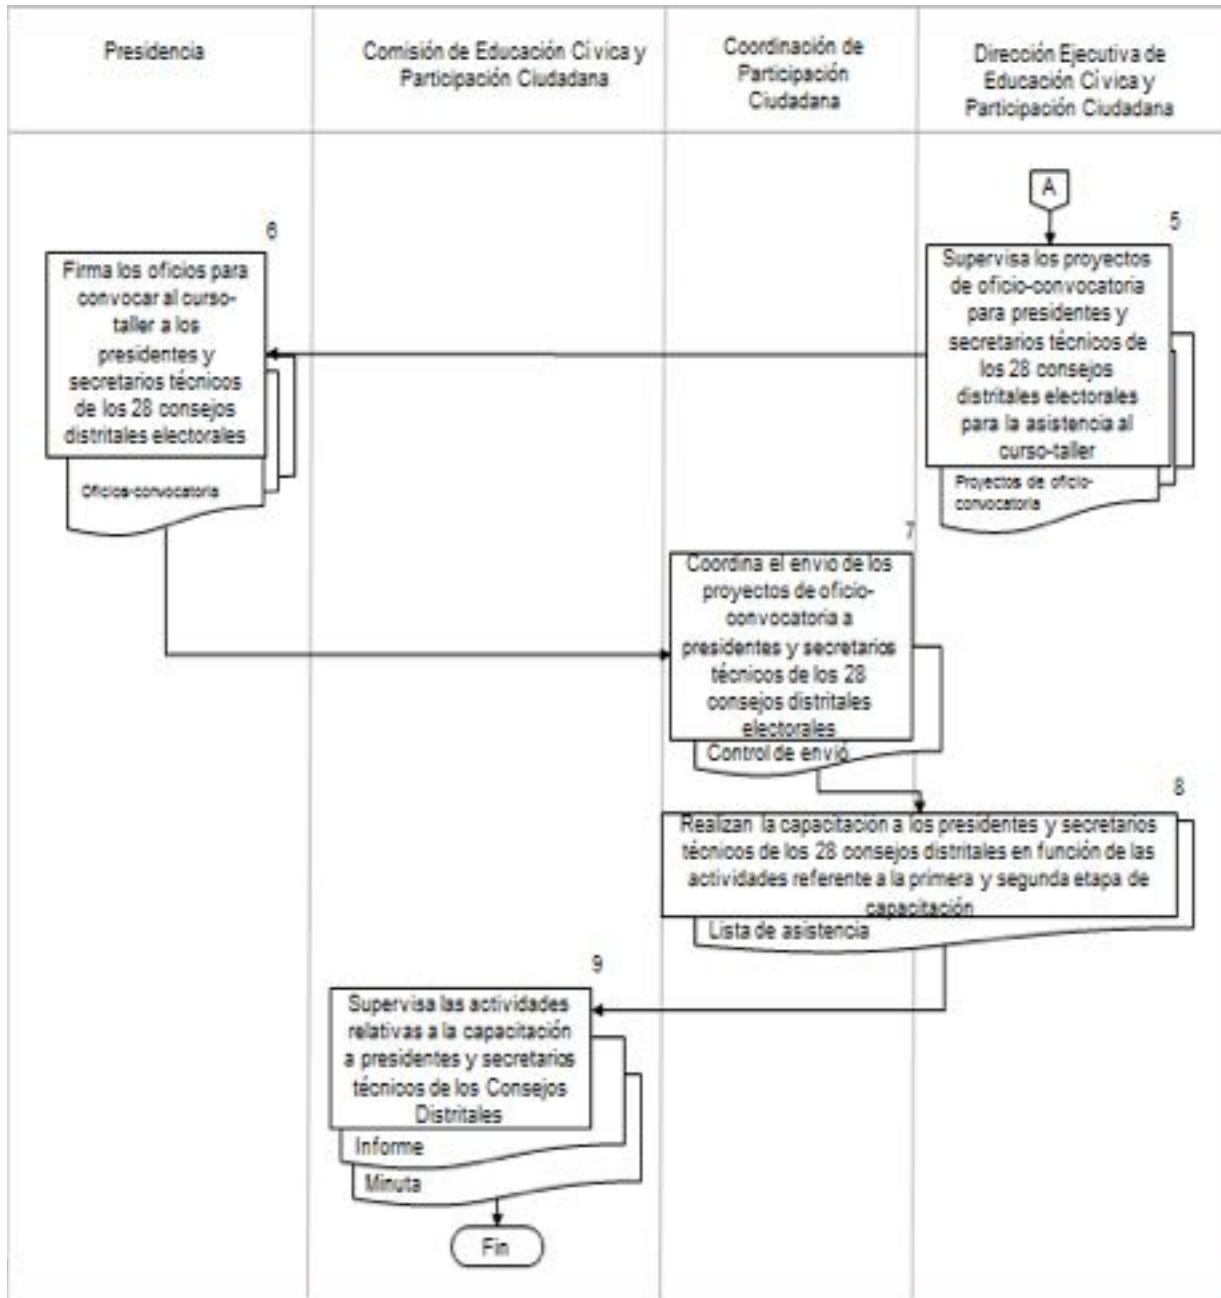 Presidencia
Comisión de Educación Cívica y
Participación Ciudadana
Coordinación de
Participación
Ciudadana
Dirección Ejecutiva de
Educación Cívica y
Participación Ciudadana
A
5
Supervisa los proyectos
de oficio-convocatoria
para presidentes y
secretarios técnicos de
los 28 consejos
distritales electorales
para la asistencia al
curso-taller
Proyectos de oficio-
convocatoria
6
Firma los oficios para
convocar al curso-
taller a los
presidentes y
secretarios técnicos
de los 28 consejos
distritales electorales
Oficios-convocatoria
7
Coordina el envio de los
proyectos de oficio-
convocatoria a
presidentes y secretarios
técnicos de los 28
consejos distritales
electorales
Control de envió
8
Realizan la capacitación a los presidentes y secretarios
técnicos de los 28 consejos distritales en función de las
actividades referente a la primera y segunda etapa de
capacitación
Lista de asistencia
9
Supervisa las actividades
relativas a la capacitación
a presidentes y secretarios
técnicos de los Consejos
Distritales
Informe
Minuta
Fin